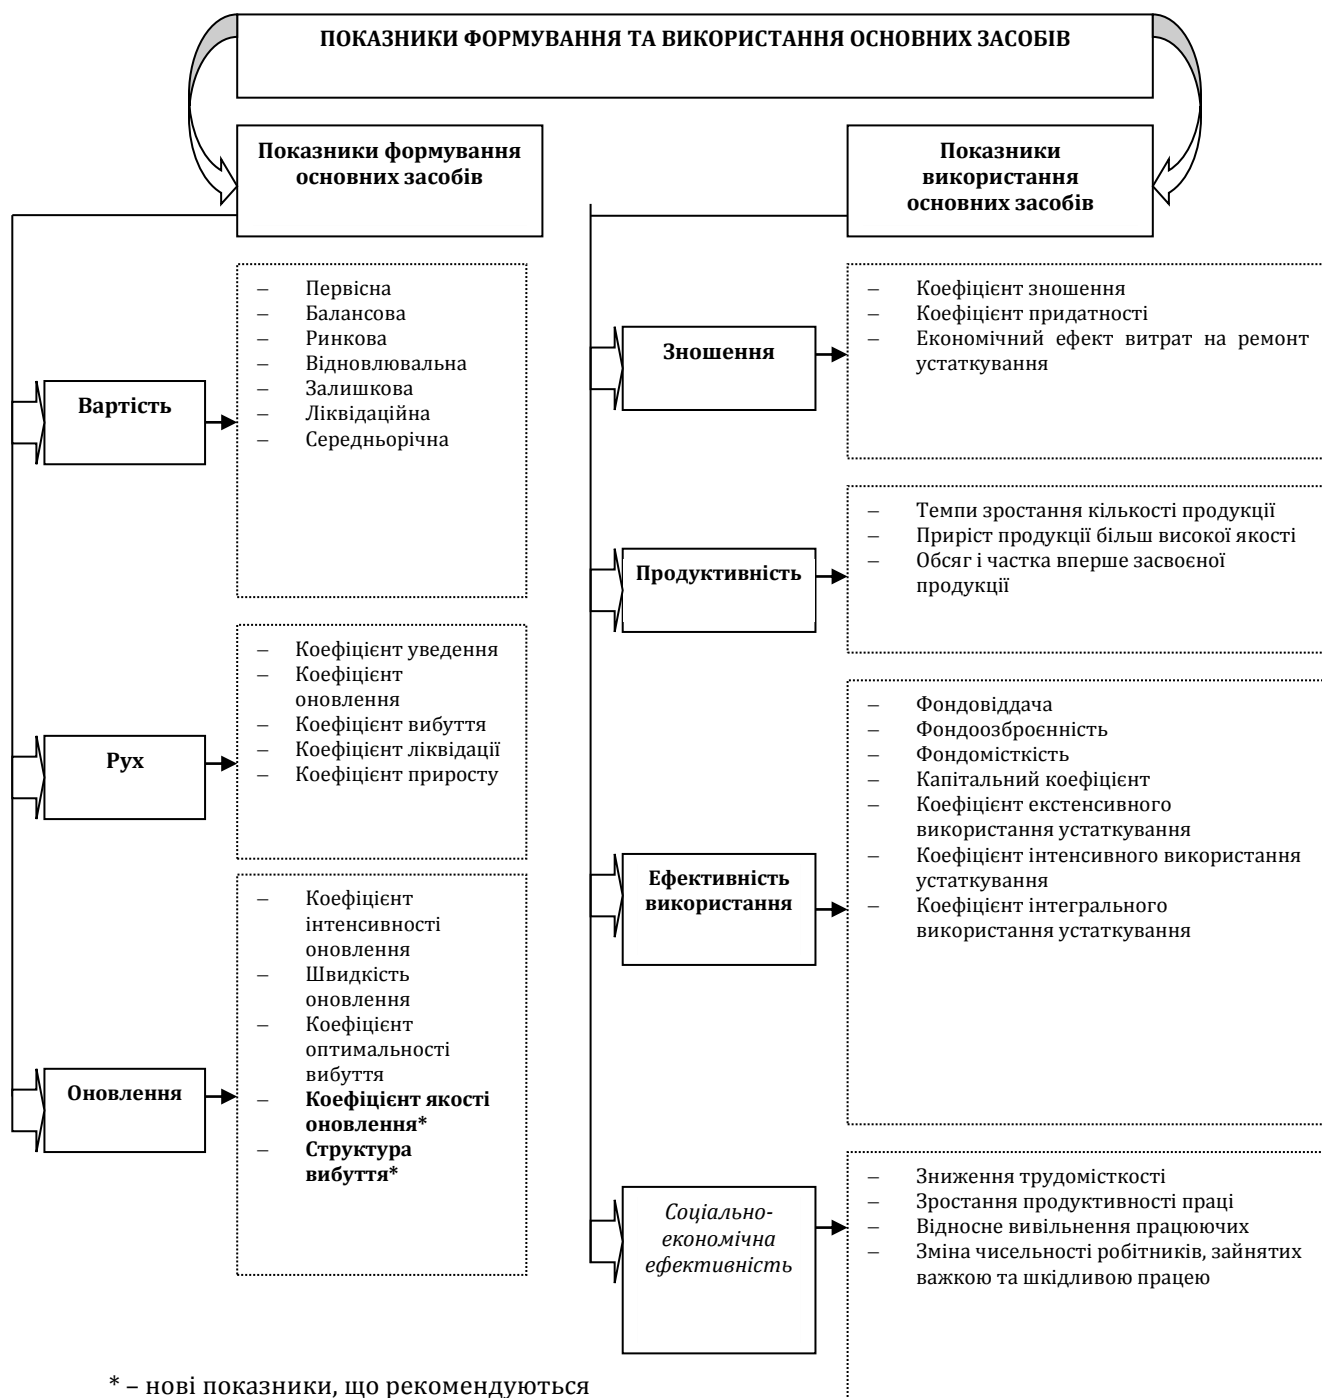 ПОКАЗНИКИ ФОРМУВАННЯ ТА ВИКОРИСТАННЯ ОСНОВНИХ ЗАСОБІВ
Показники формування
основних засобів
Вартість
– Первісна
– Балансова
– Ринкова
– Відновлювальна
– Залишкова
– Ліквідаційна
– Середньорічна
Рух
– Коефіцієнт уведення
– Коефіцієнт
оновлення
– Коефіцієнт вибуття
– Коефіцієнт ліквідації
– Коефіцієнт приросту
Оновлення
– Коефіцієнт
інтенсивності
оновлення
– Швидкість
оновлення
– Коефіцієнт
оптимальності
вибуття
– Коефіцієнт якості
оновлення*
– Структура
вибуття*
Показники
використання
основних засобів
Зношення
– Коефіцієнт зношення
– Коефіцієнт придатності
– Економічний ефект витрат на ремонт
устаткування
Продуктивність
– Темпи зростання кількості продукції
– Приріст продукції більш високої якості
– Обсяг і частка вперше засвоєної
продукції
Ефективність
використання
– Фондовіддача
– Фондоозброєнність
– Фондомісткість
– Капітальний коефіцієнт
– Коефіцієнт екстенсивного
використання устаткування
– Коефіцієнт інтенсивного використання
устаткування
– Коефіцієнт інтегрального
використання устаткування
Соціально-
економічна
ефективність
– Зниження трудомісткості
– Зростання продуктивності праці
– Відносне вивільнення працюючих
– Зміна чисельності робітників, зайнятих
важкою та шкідливою працею
* – нові показники, що рекомендуються